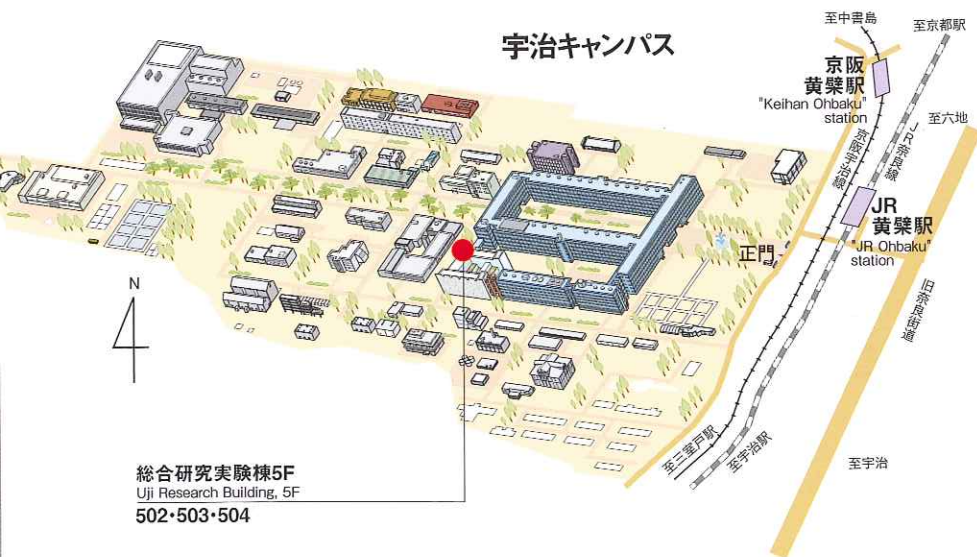 宇治キャンパス
至中書島
至京都駅
京阪
黄檗駅
"Keihan Ohbaku"
station
至六地
京阪宇治線
JR奈良線
JR
黄檗駅
"JR Ohbaku"
station
正門
旧奈良街道
N
至三室戸駅
至宇治駅
至宇治
総合研究実験棟5F
Uji Research Building, 5F
502・503・504